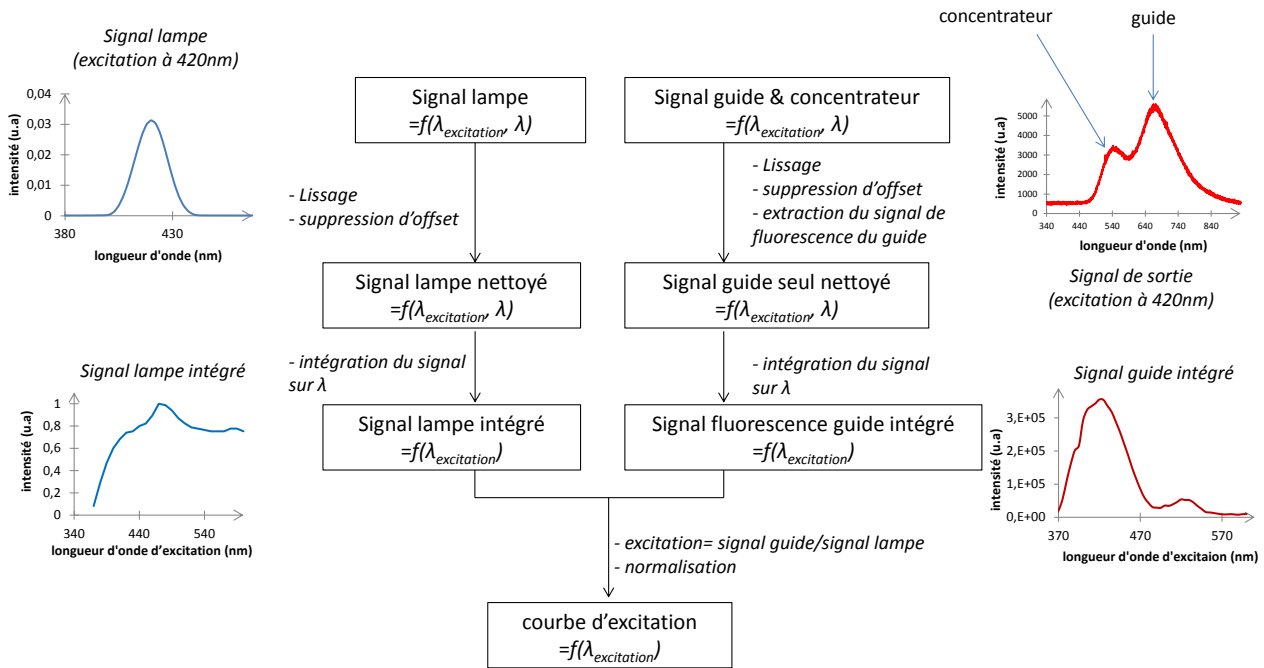 Signal lampe
(excitation à 420nm)
0,04
0,03
0,02
0,01
0
380
430
intensité (u.a)
longueur d'onde (nm)
Signal lampe
=f(λexcitation, λ)
Signal guide & concentrateur
=f(λexcitation, λ)
concentrateur
guide
5000
4000
3000
2000
1000
0
340 440 540 640 740 840
intensité (u.a)
longueur d'onde (nm)
Signal de sortie
(excitation à 420nm)
- Lissage
- suppression d'offset
- Lissage
- suppression d'offset
- extraction du signal de
fluorescence du guide
Signal lampe nettoyé
=f(λexcitation, λ)
Signal guide seul nettoyé
=f(λexcitation, λ)
- intégration du signal
sur λ
- intégration du signal
sur λ
Signal lampe intégré
1
0,8
0,6
0,4
0,2
0
340 440 540
intensité (u.a)
longueur d'onde d'excitation (nm)
Signal lampe intégré
=f(λexcitation)
Signal fluorescence guide intégré
=f(λexcitation)
Signal guide intégré
3,E+05
2,E+05
1,E+05
0,E+00
370 470 570
intensité (u.a)
longueur d'onde d'excitaion (nm)
- excitation= signal guide/signal lampe
- normalisation
courbe d'excitation
=f(λexcitation)